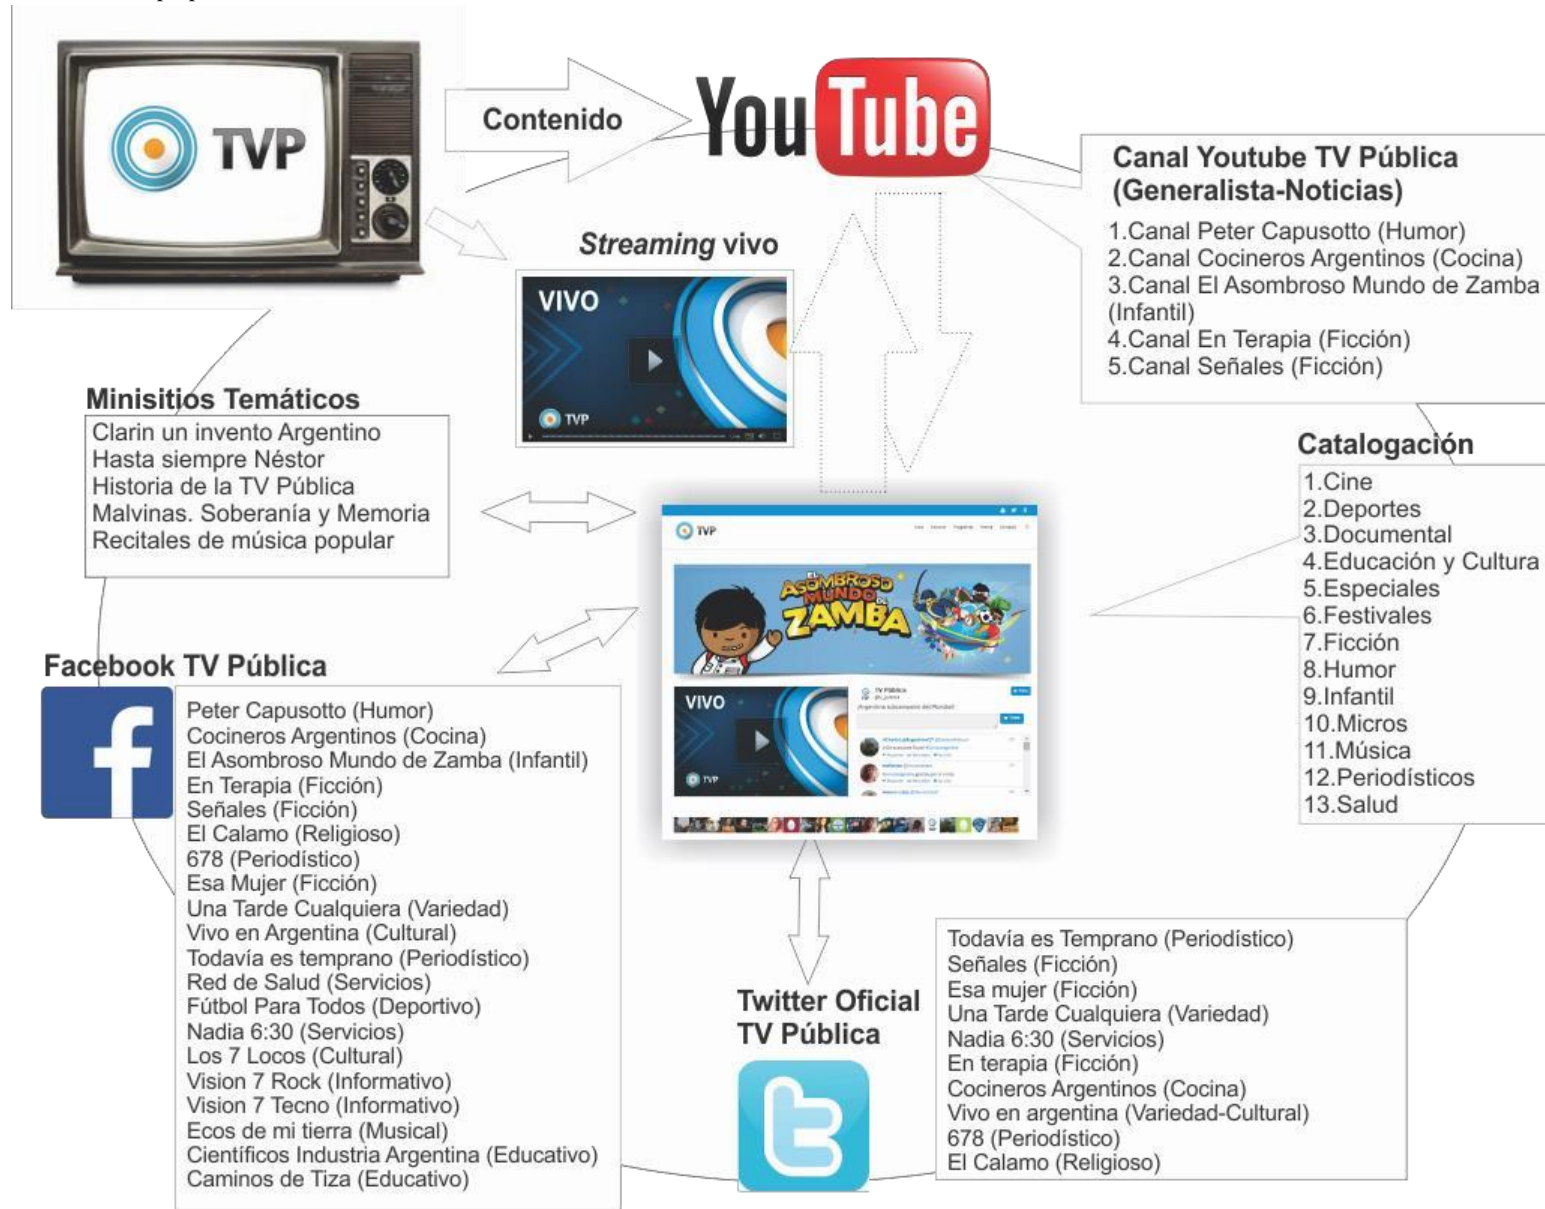 TVP
Contenido
YouTube
Canal Youtube TV Pública
(Generalista-Noticias)
1.Canal Peter Capusotto (Humor)
2.Canal Cocineros Argentinos (Cocina)
3.Canal El Asombroso Mundo de Zamba
(Infantil)
4.Canal En Terapia (Ficción)
5.Canal Señales (Ficción)
Streaming vivo
VIVO
TVP
Minisitios Temáticos
Clarin un invento Argentino
Hasta siempre Néstor
Historia de la TV Pública
Malvinas. Soberanía y Memoria
Recitales de música popular
Catalogación
1.Cine
2.Deportes
3.Documental
4.Educación y Cultura
5.Especiales
6.Festivales
7.Ficción
8.Humor
9.Infantil
10.Micros
11.Música
12.Periodísticos
13.Salud
TVP
EL
ASOMBROSO
MUNDO DE
ZAMBA
VIVO
TVP
TV Pública
Facebook TV Pública
f
Peter Capusotto (Humor)
Cocineros Argentinos (Cocina)
El Asombroso Mundo de Zamba (Infantil)
En Terapia (Ficción)
Señales (Ficción)
El Calamo (Religioso)
678 (Periodístico)
Esa Mujer (Ficción)
Una Tarde Cualquiera (Variedad)
Vivo en Argentina (Cultural)
Todavía es temprano (Periodístico)
Red de Salud (Servicios)
Fútbol Para Todos (Deportivo)
Nadia 6:30 (Servicios)
Los 7 Locos (Cultural)
Vision 7 Rock (Informativo)
Vision 7 Tecno (Informativo)
Ecos de mi tierra (Musical)
Científicos Industria Argentina (Educativo)
Caminos de Tiza (Educativo)
Twitter Oficial
TV Pública
t
Todavía es Temprano (Periodístico)
Señales (Ficción)
Esa mujer (Ficción)
Una Tarde Cualquiera (Variedad)
Nadia 6:30 (Servicios)
En terapia (Ficción)
Cocineros Argentinos (Cocina)
Vivo en argentina (Variedad-Cultural)
678 (Periodístico)
El Calamo (Religioso)